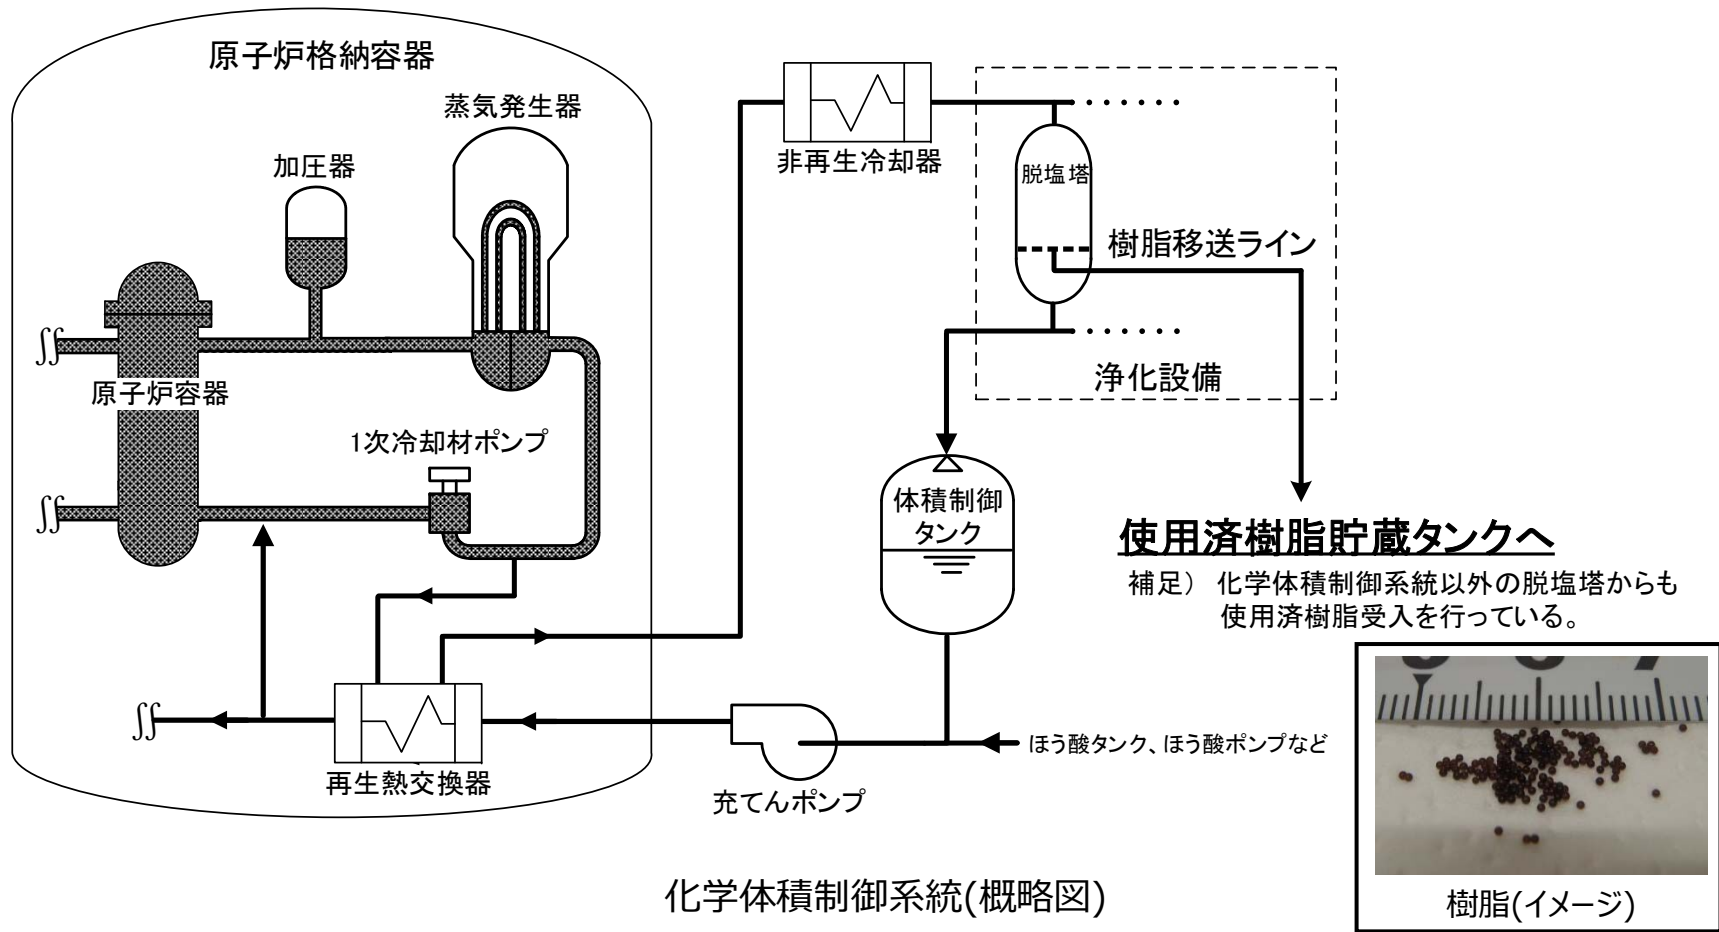 原子炉格納容器
蒸気発生器
加圧器
非再生冷却器
脱塩塔
樹脂移送ライン
浄化設備
原子炉容器
1次冷却材ポンプ
体積制御
タンク
使用済樹脂貯蔵タンクへ
補足) 化学体積制御系統以外の脱塩塔からも
使用済樹脂受入を行っている。
ほう酸タンク、ほう酸ポンプなど
再生熱交換器
充てんポンプ
化学体積制御系統(概略図)
樹脂(イメージ)